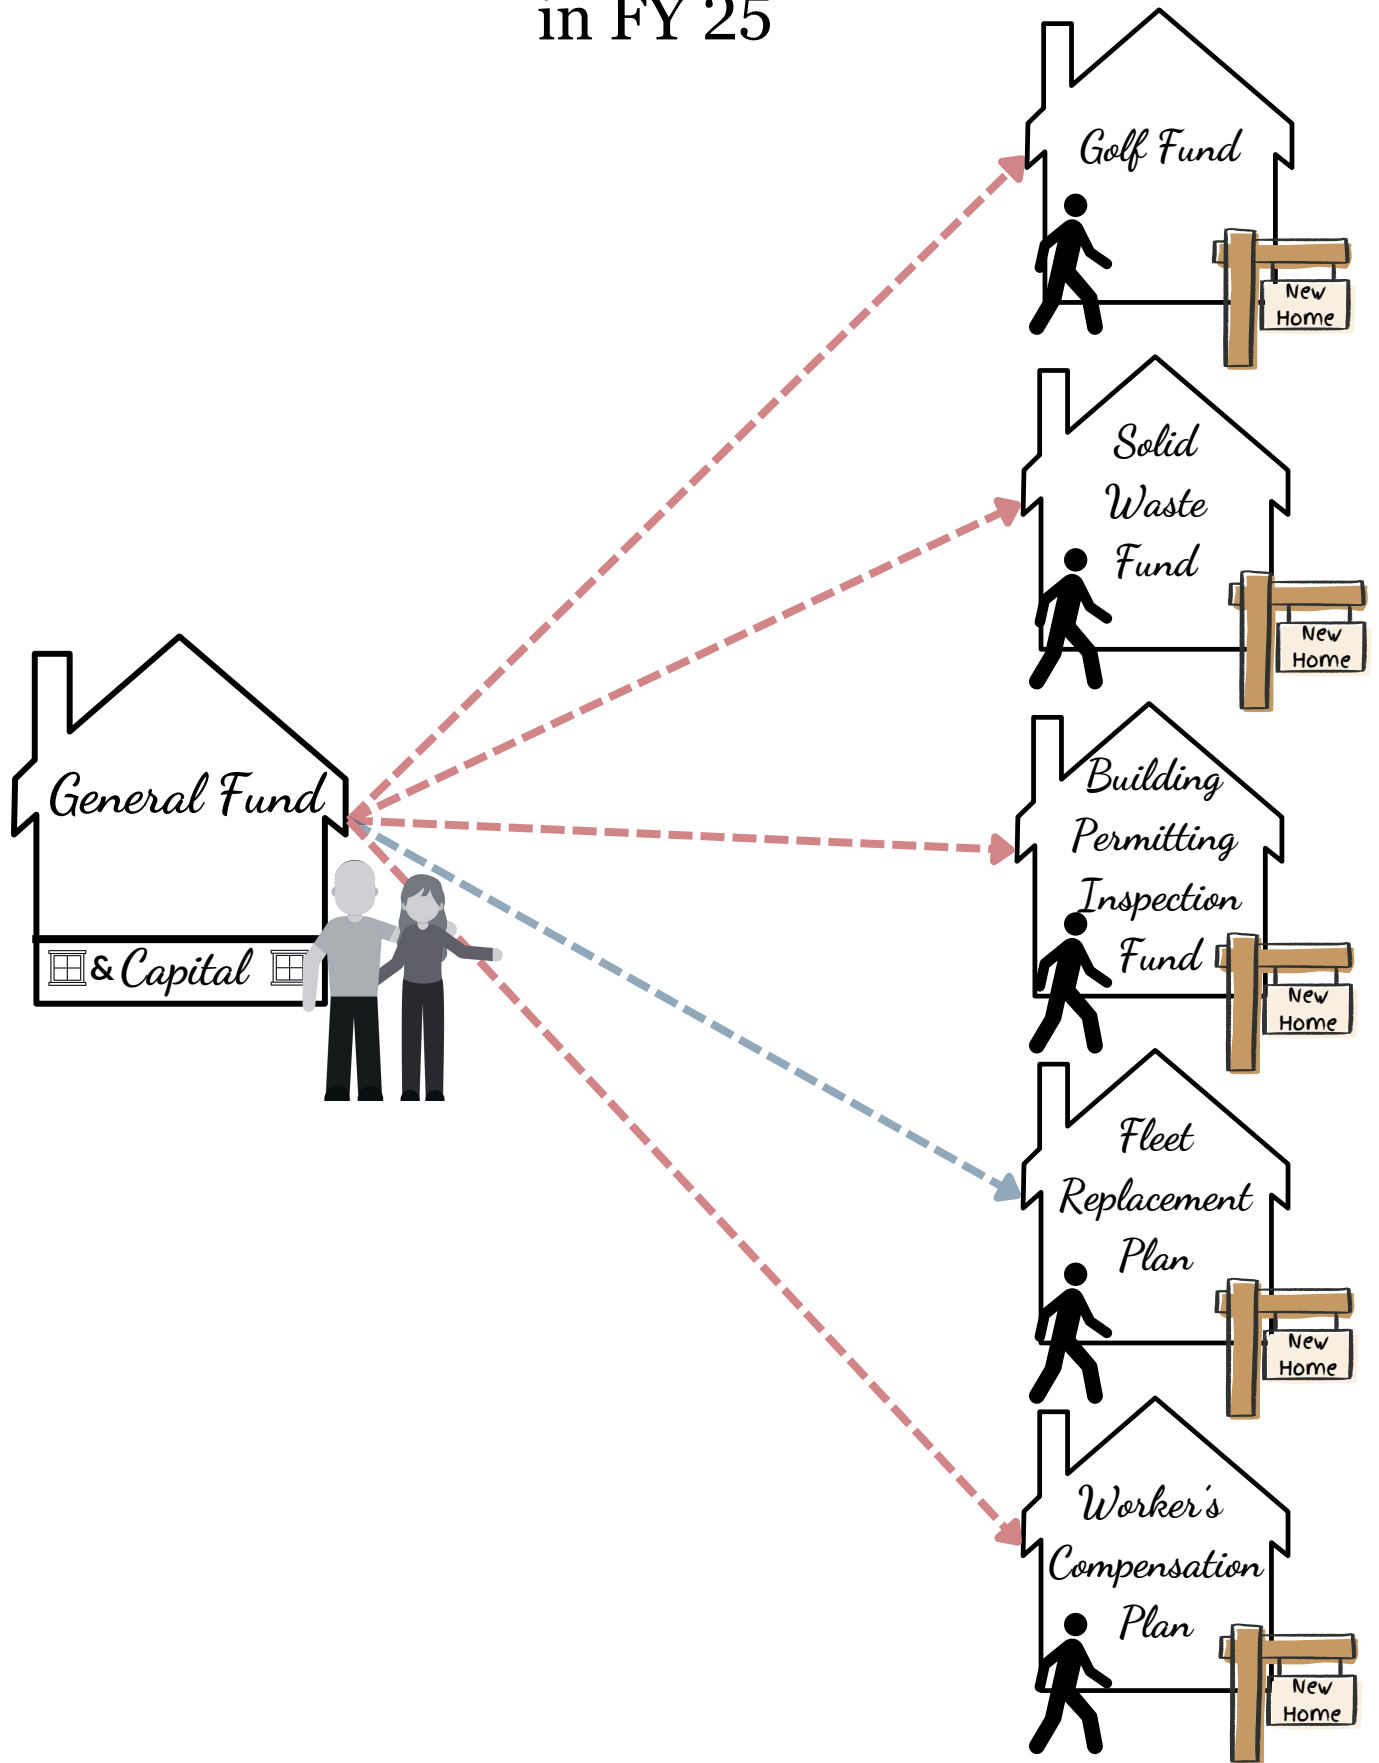 in FY 25
Golf Fund
New
Home
Solid
Waste
Fund
New
Home
General Fund
& Capital
Building
Permitting
Inspection
Fund
New
Home
Fleet
Replacement
Plan
New
Home
Worker's
Compensation
Plan
New
Home